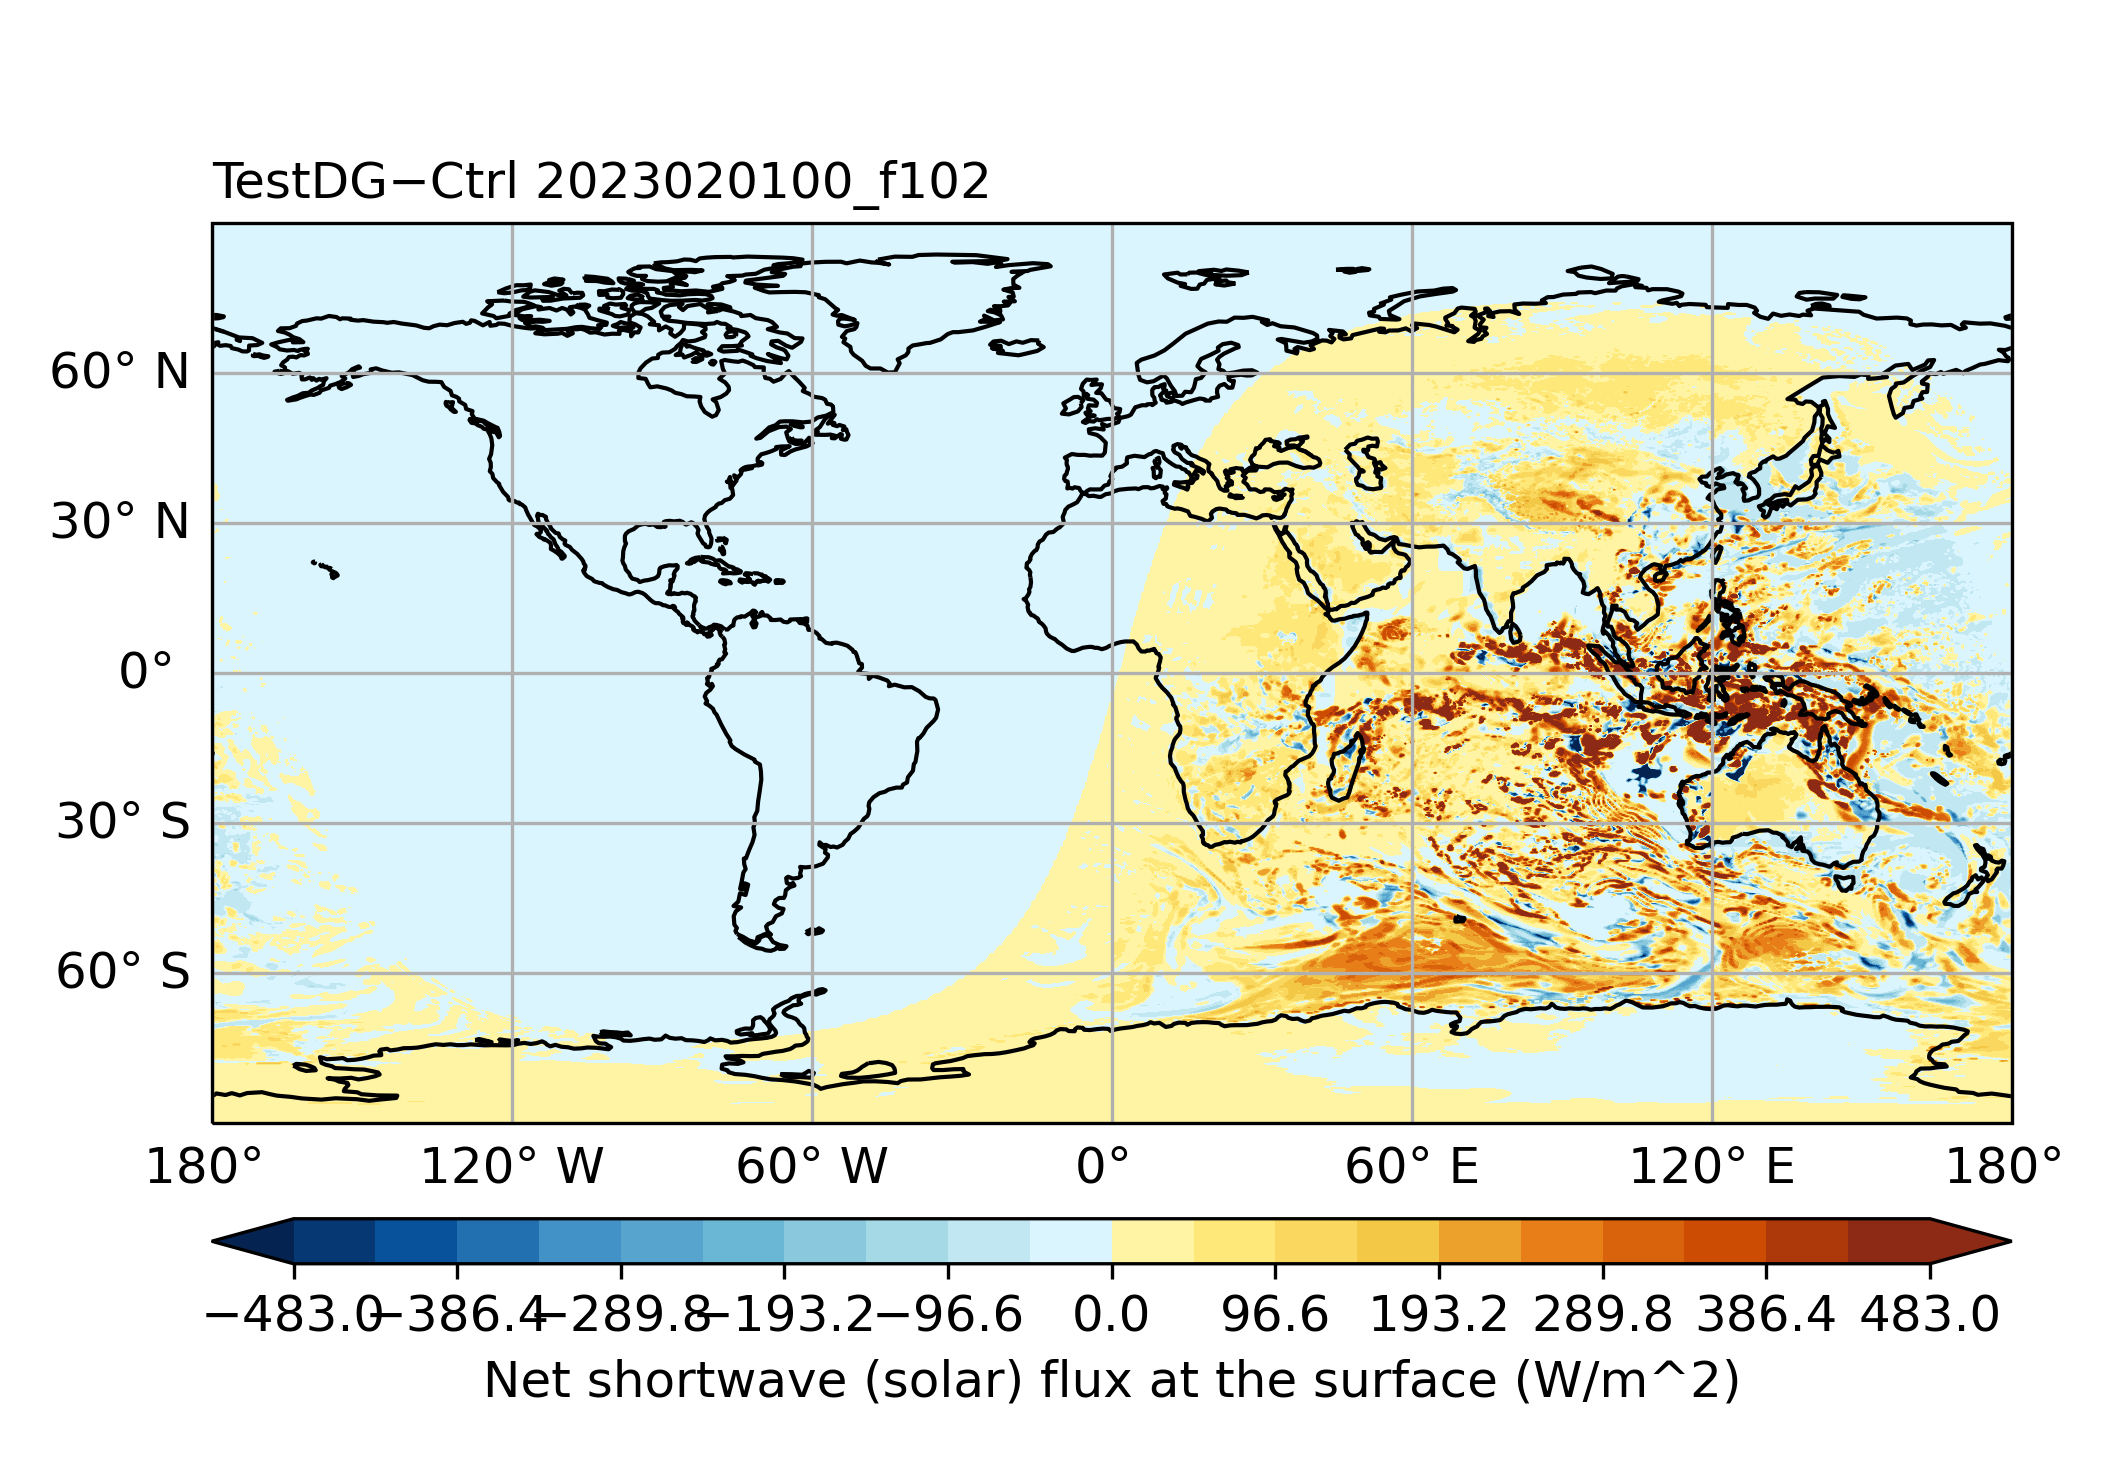 TestDG−Ctrl 2023020100_f102
60° N
30° N
0°
30° S
60° S
180° 120° W 60° W 0° 60° E 120° E 180°
−483.0 −386.4 −289.8 −193.2 −96.6 0.0 96.6 193.2 289.8 386.4 483.0
Net shortwave (solar) flux at the surface (W/m^2)